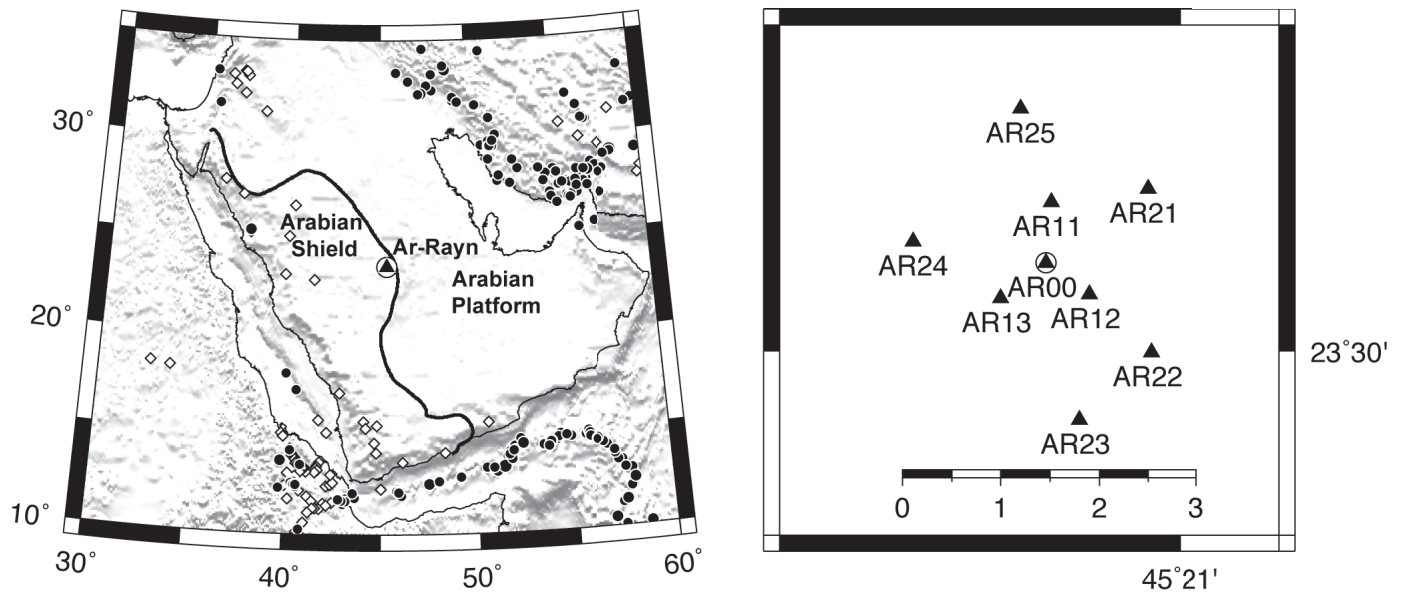 30°
20°
10°
30°
40°
50°
60°
Arabian
Shield
Ar-Rayn
Arabian
Platform
AR25
AR21
AR11
AR24
AR00
AR13
AR12
AR22
AR23
0 1 2 3
23°30'
45°21'